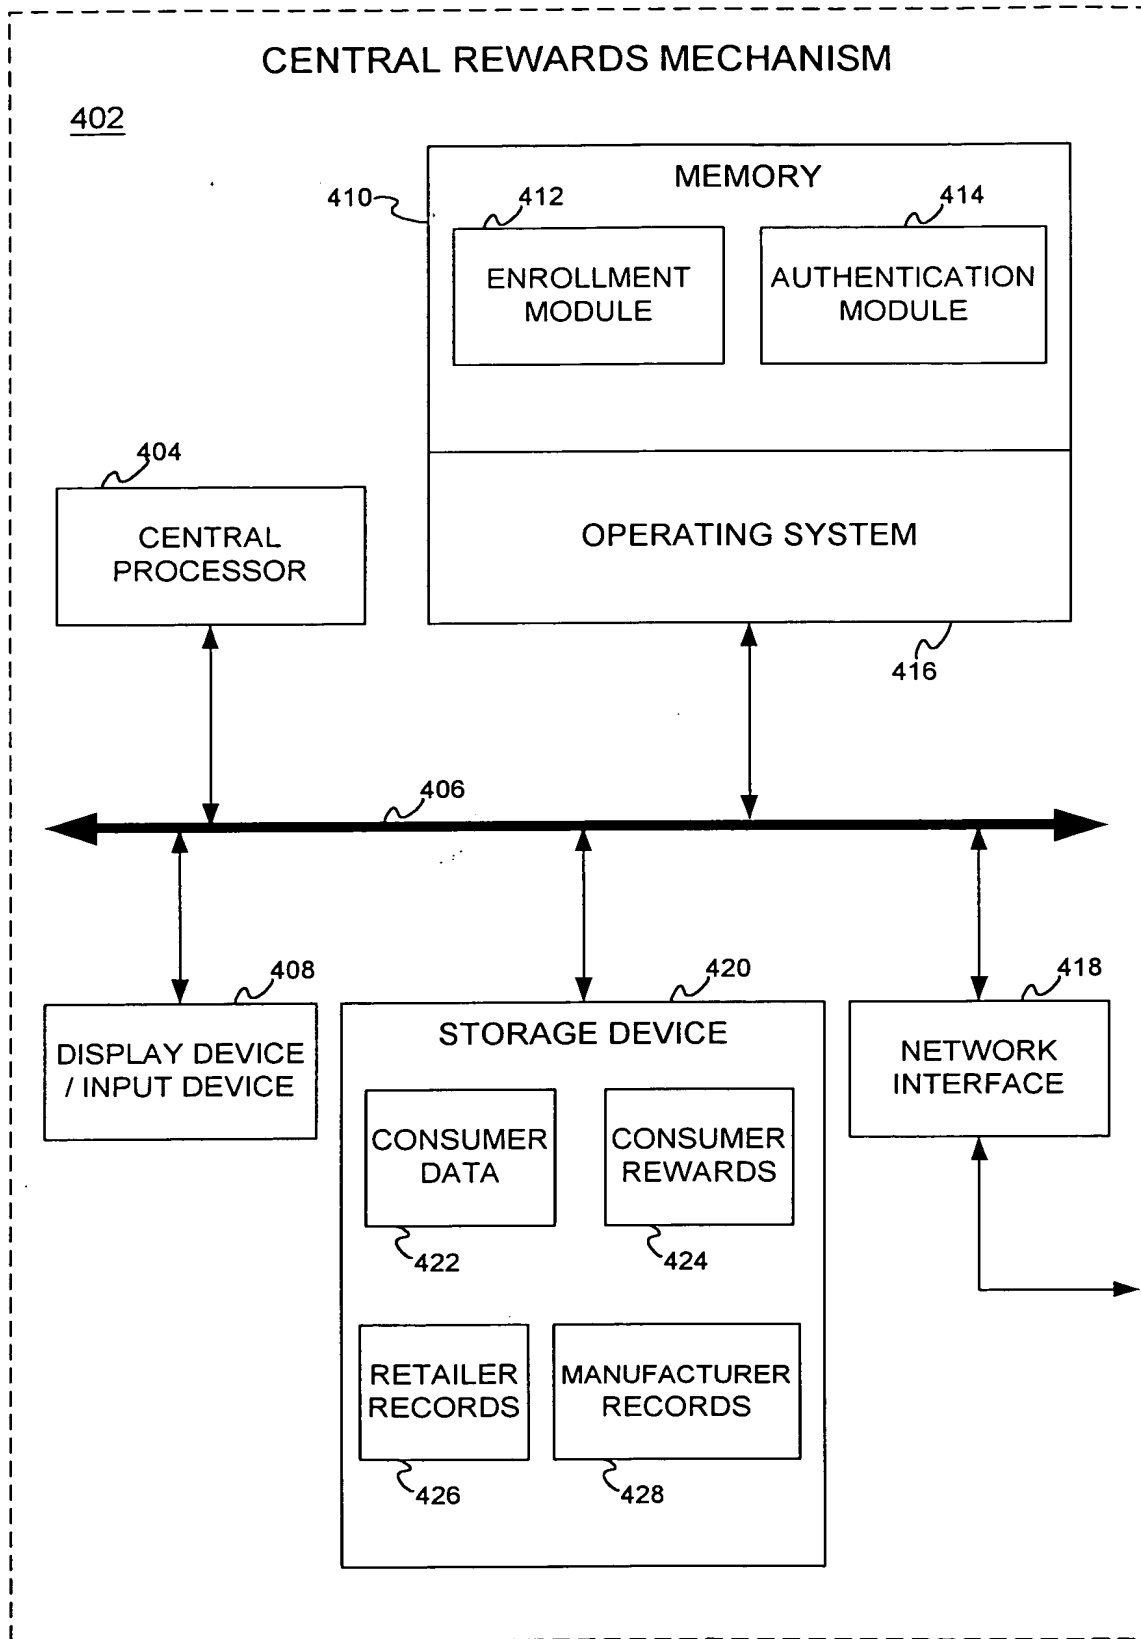 CENTRAL REWARDS MECHANISM
402
MEMORY
410
412
414
ENROLLMENT
MODULE
AUTHENTICATION
MODULE
404
CENTRAL
PROCESSOR
OPERATING SYSTEM
416
406
408
DISPLAY DEVICE
/ INPUT DEVICE
420
STORAGE DEVICE
418
NETWORK
INTERFACE
CONSUMER
DATA
422
CONSUMER
REWARDS
424
RETAILER
RECORDS
426
MANUFACTURER
RECORDS
428